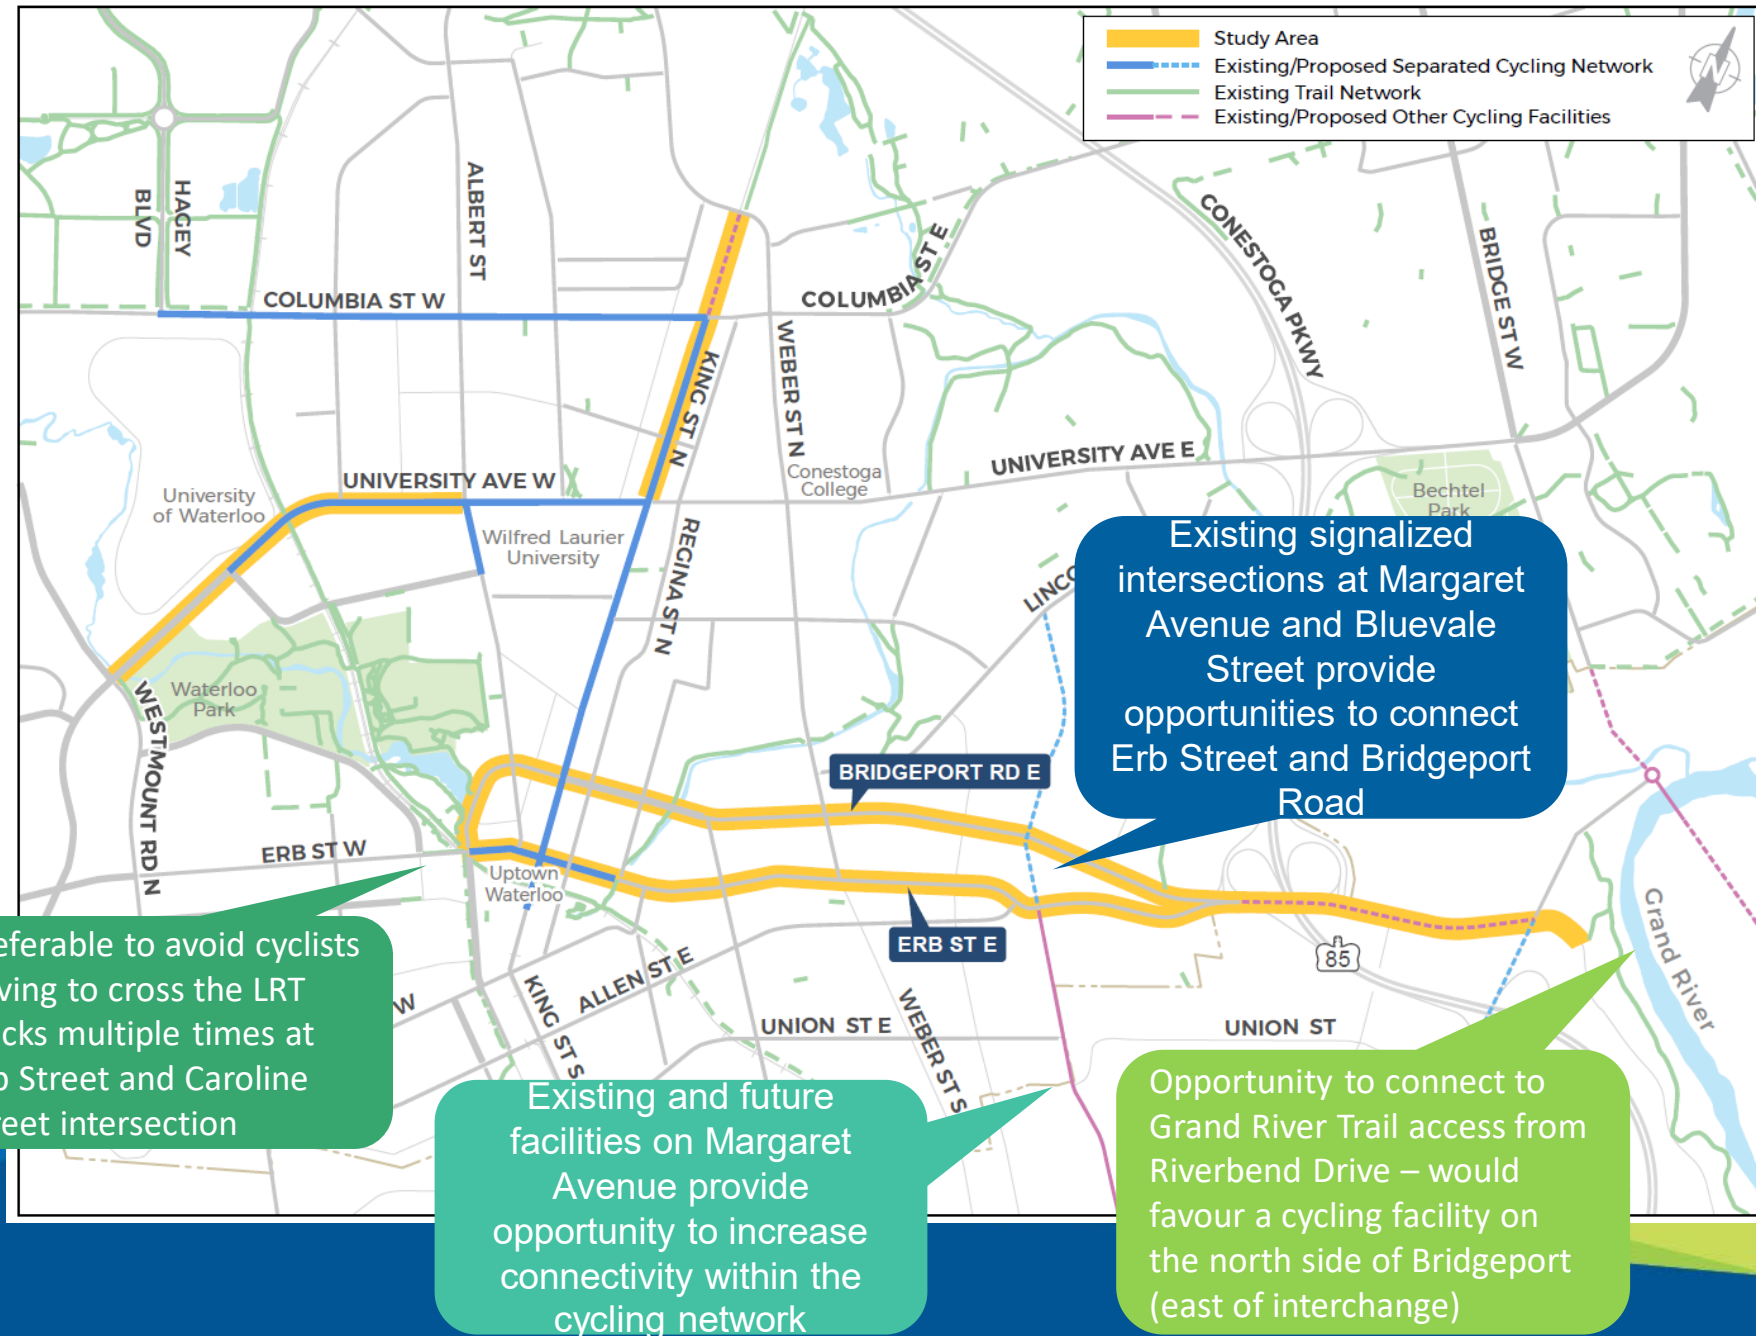 Study Area
Existing/Proposed Separated Cycling Network
Existing Trail Network
Existing/Proposed Other Cycling Facilities
N
HAGEY
BLVD
ALBERT ST
COLUMBIA ST W
COLUMBIA ST E
CONESTOGA PKWY
BRIDGE ST W
KING ST N
WEBER ST N
UNIVERSITY AVE W
UNIVERSITY AVE E
University
of Waterloo
Conestoga
College
Bechtel
Park
Wilfred Laurier
University
REGINA ST N
Existing signalized
intersections at Margaret
Avenue and Bluevale
Street provide
opportunities to connect
Erb Street and Bridgeport
Road
Waterloo
Park
WESTMOUNT RD N
BRIDGEPORT RD E
ERB ST W
Uptown
Waterloo
ERB ST E
85
Grand River
cyclists
to avoid
to cross the LRT
multiple times at
Street and Caroline
intersection
W
KING ST S
ALLEN ST E
UNION ST E
WEBER ST S
UNION ST
Existing and future
facilities on Margaret
Avenue provide
opportunity to increase
connectivity within the
cycling network
Opportunity to connect to
Grand River Trail access from
Riverbend Drive – would
favour a cycling facility on
the north side of Bridgeport
(east of interchange)